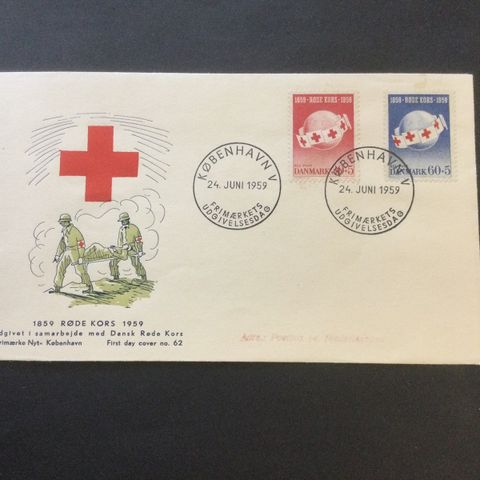 1859 · RØDE KORS · 1959
DANMARK 30+5
1859 · RØDE KORS · 1959
DANMARK 60+5
KØBENHAVN V
24. JUNI 1959
FRIMÆRKETS
UDGIVELSESDAG
KØBENHAVN V
24. JUNI 1959
FRIMÆRKETS
UDGIVELSESDAG
1859 RØDE KORS 1959
dgivet i samarbejde med Dansk Røde Kors
rimærke Nyt« København First day cover no. 62